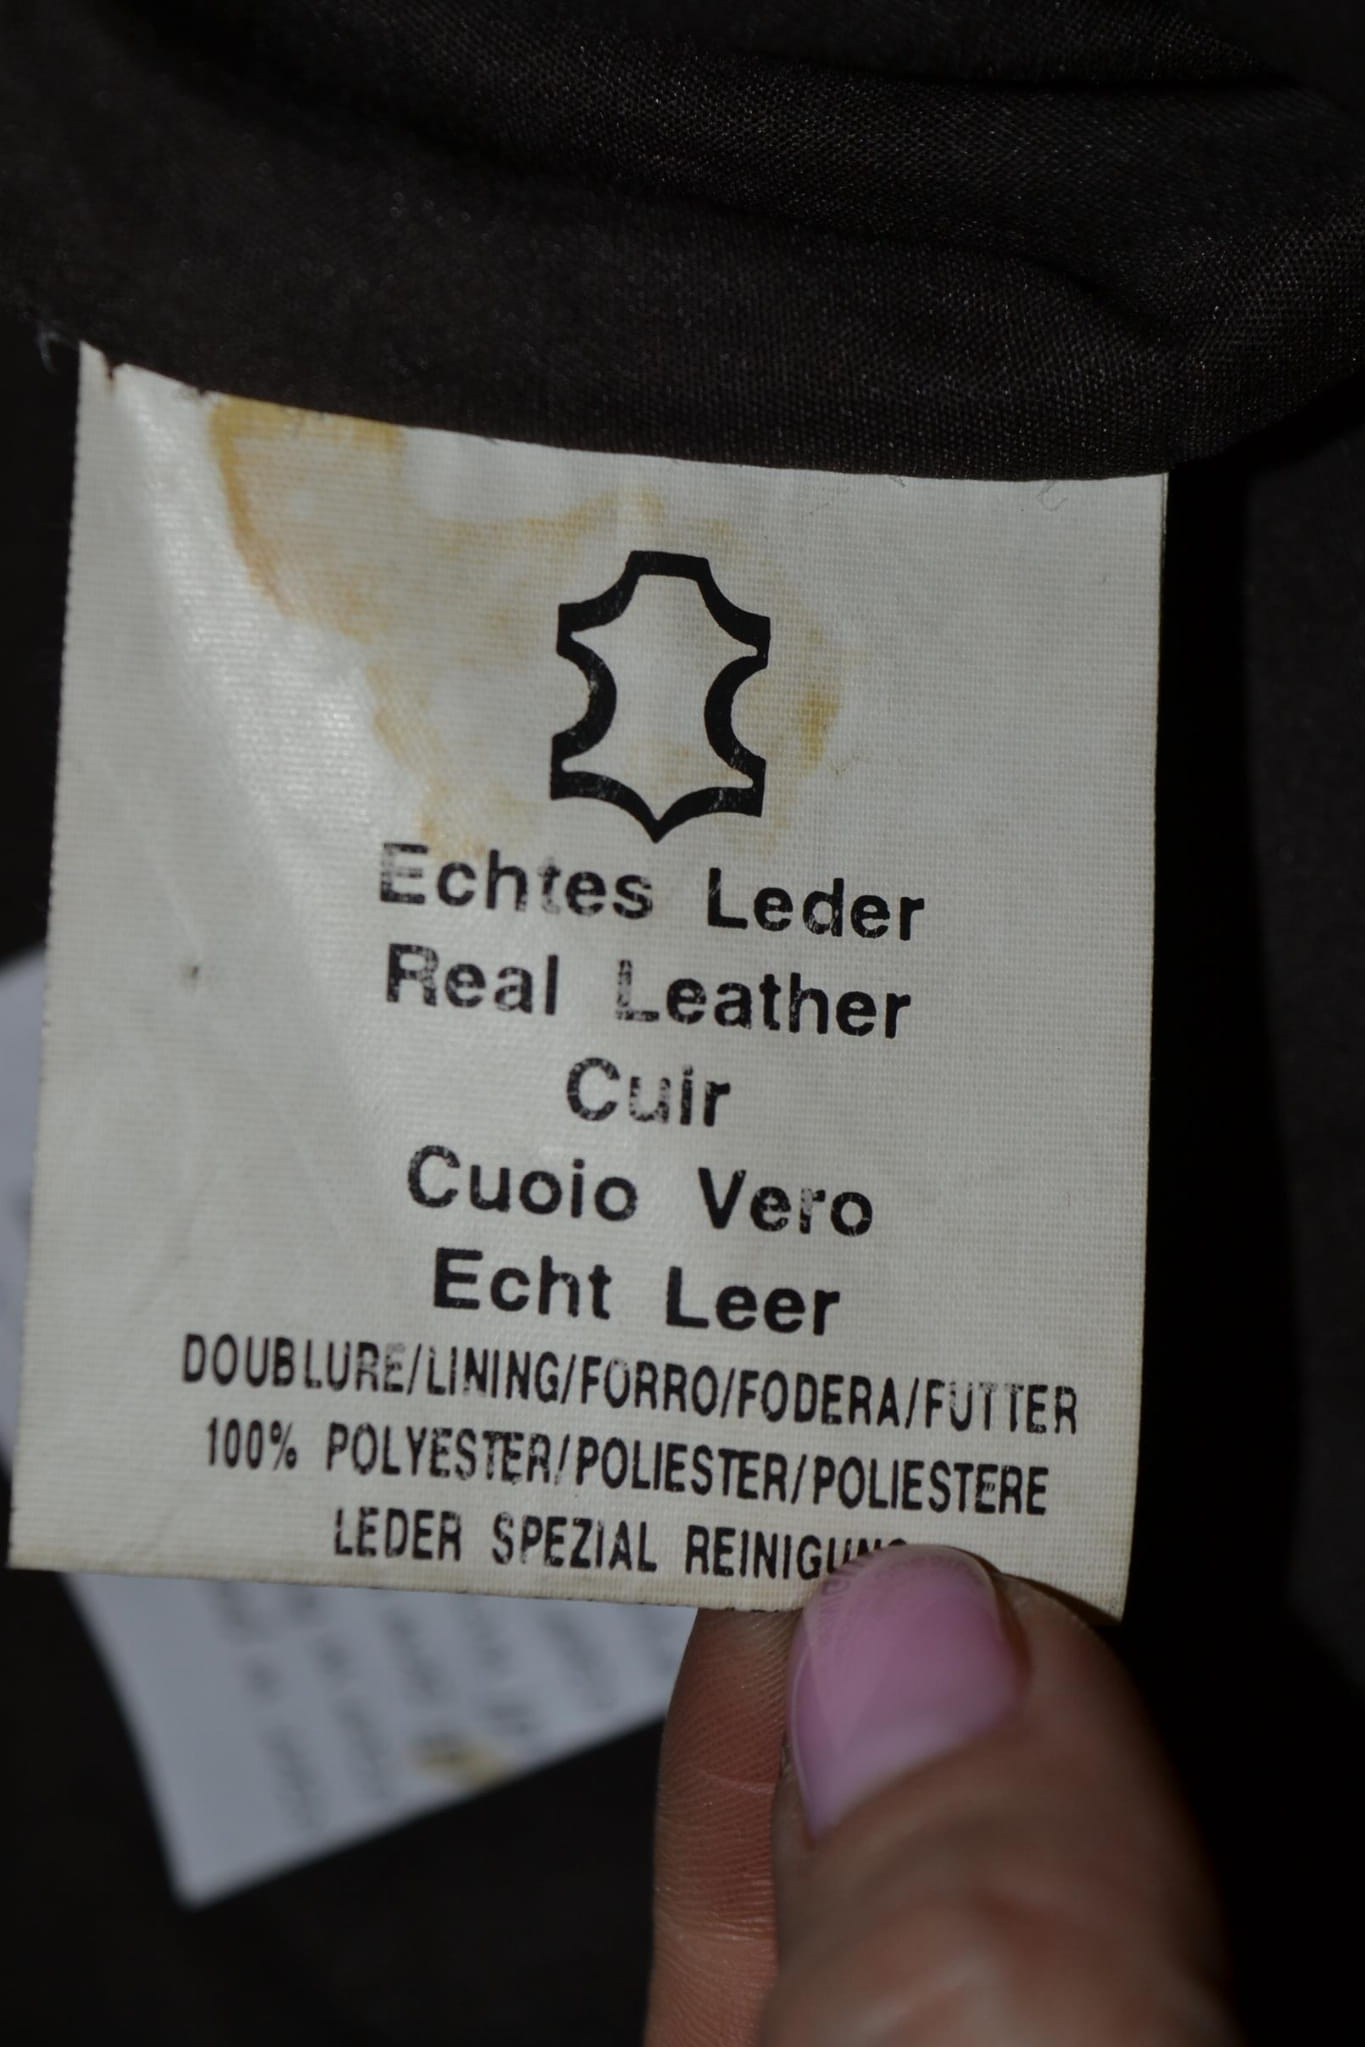 Echtes Leder
Real Leather
Cuir
Cuoio Vero
Echt Leer
DOUBLURE/LINING/FORRO/FODERA/FUTTER
100% POLYESTER/POLIESTER/POLIESTERE
LEDER SPEZIAL REINIGUNG